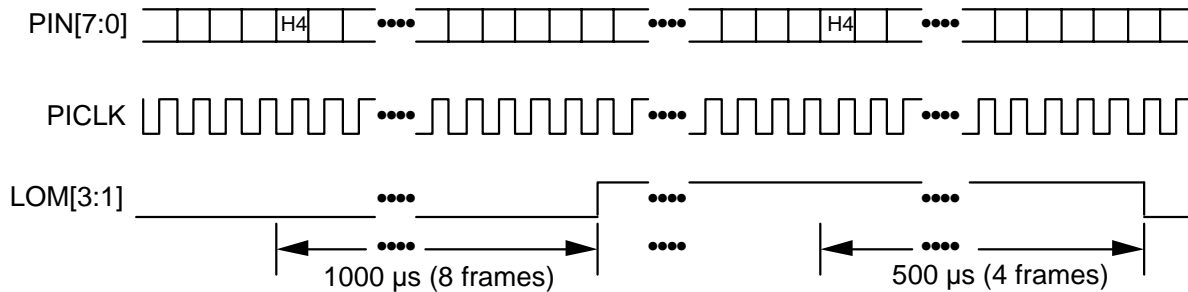 PIN[7:0]
H4
H4
PICLK
LOM[3:1]
1000 µs (8 frames)
500 µs (4 frames)